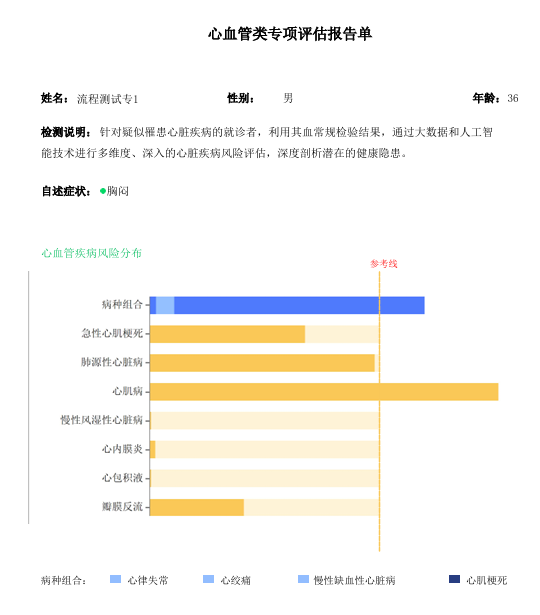 心血管类专项评估报告单
姓名： 流程测试专1 性别： 男 年龄：36
检测说明：针对疑似罹患心脏疾病的就诊者，利用其血常规检验结果，通过大数据和人工智
能技术进行多维度、深入的心脏疾病风险评估，深度剖析潜在的健康隐患。
自述症状： 胸闷
心血管疾病风险分布
参考线
病种组合
急性心肌梗死
肺源性心脏病
心肌病
慢性风湿性心脏病
心内膜炎
心包积液
瓣膜反流
病种组合： 心律失常 心绞痛 慢性缺血性心脏病 心肌梗死